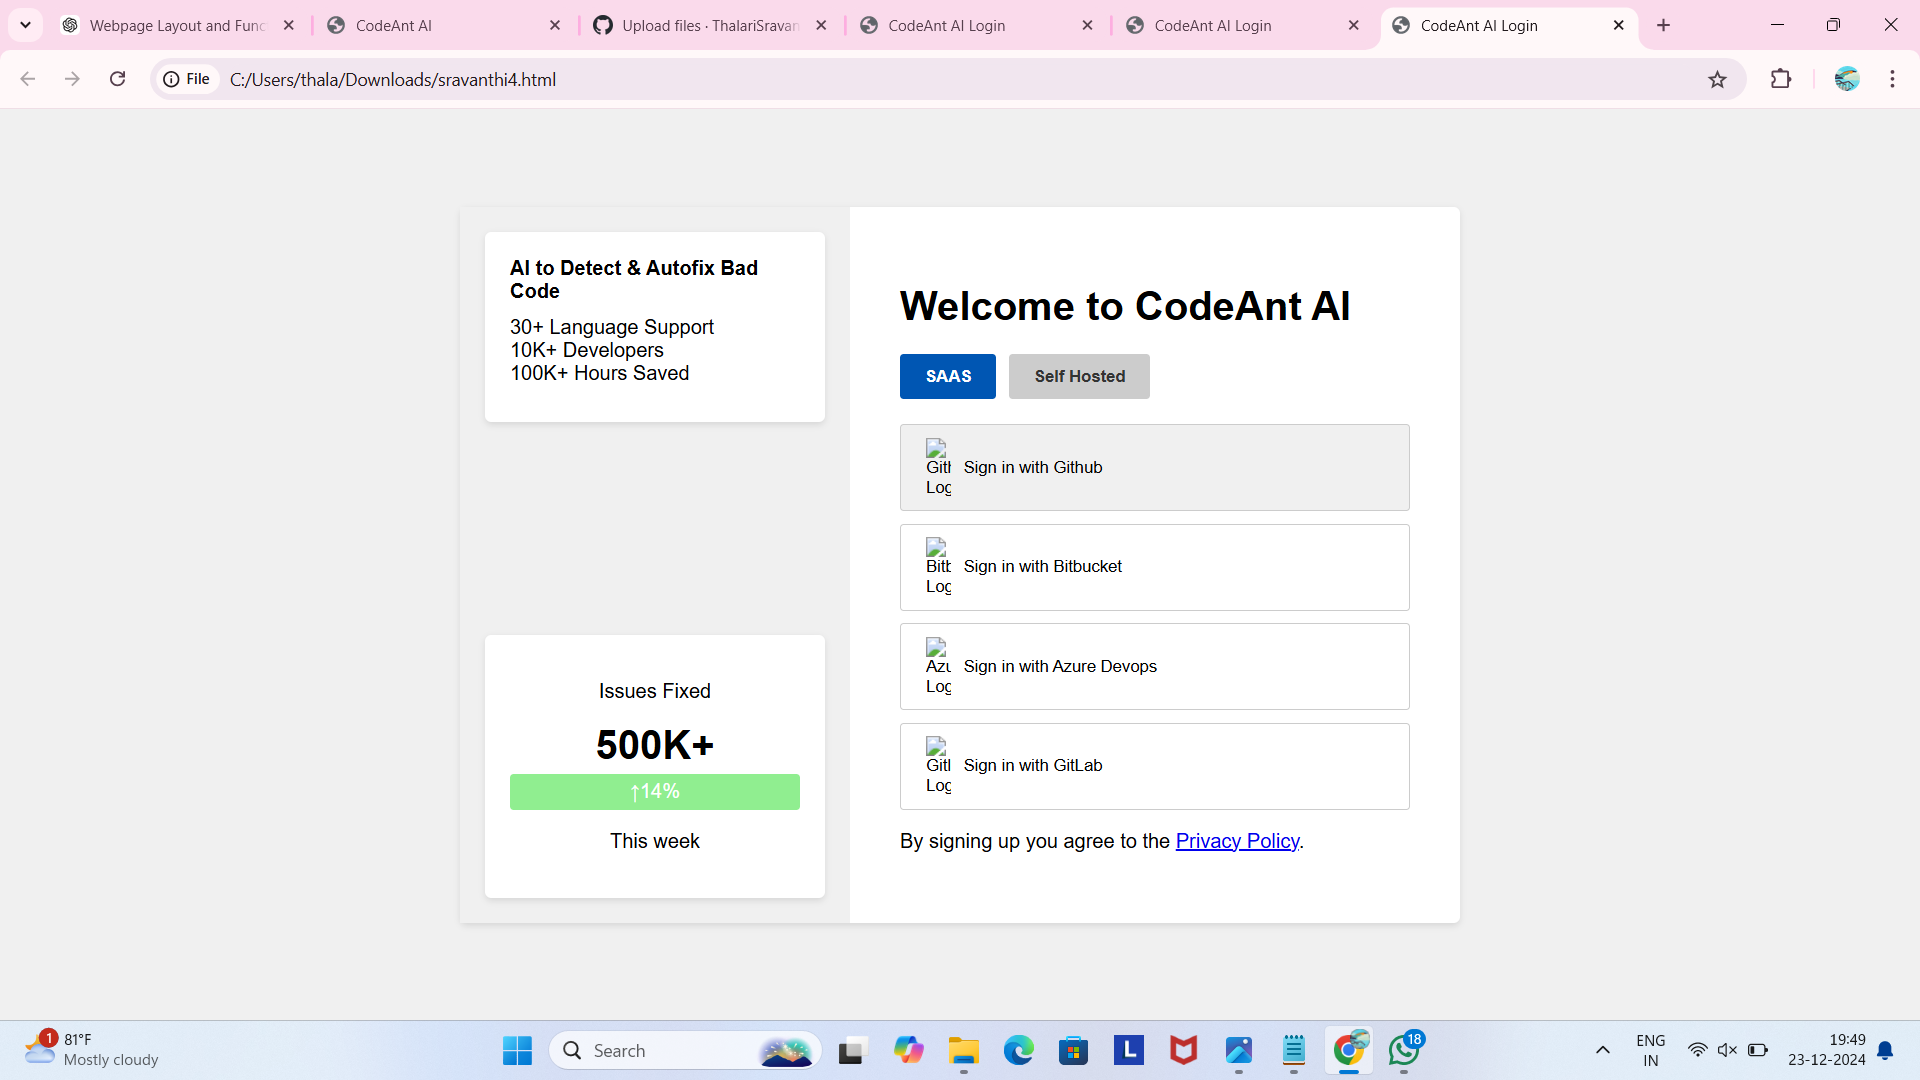 Webpage Layout and Func
CodeAnt AI
Upload files · ThalariSravan
CodeAnt AI Login
CodeAnt AI Login
CodeAnt AI Login
File
C:/Users/thala/Downloads/sravanthi4.html
AI to Detect & Autofix Bad
Code
30+ Language Support
10K+ Developers
100K+ Hours Saved
Issues Fixed
500K+
↑14%
This week
Welcome to CodeAnt AI
SAAS
Self Hosted
Gith
Log
Sign in with Github
Bitb
Log
Sign in with Bitbucket
Azu
Log
Sign in with Azure Devops
Gitl
Log
Sign in with GitLab
By signing up you agree to the Privacy Policy.
1
81°F
Mostly cloudy
Search
L
18
ENG
IN
19:49
23-12-2024